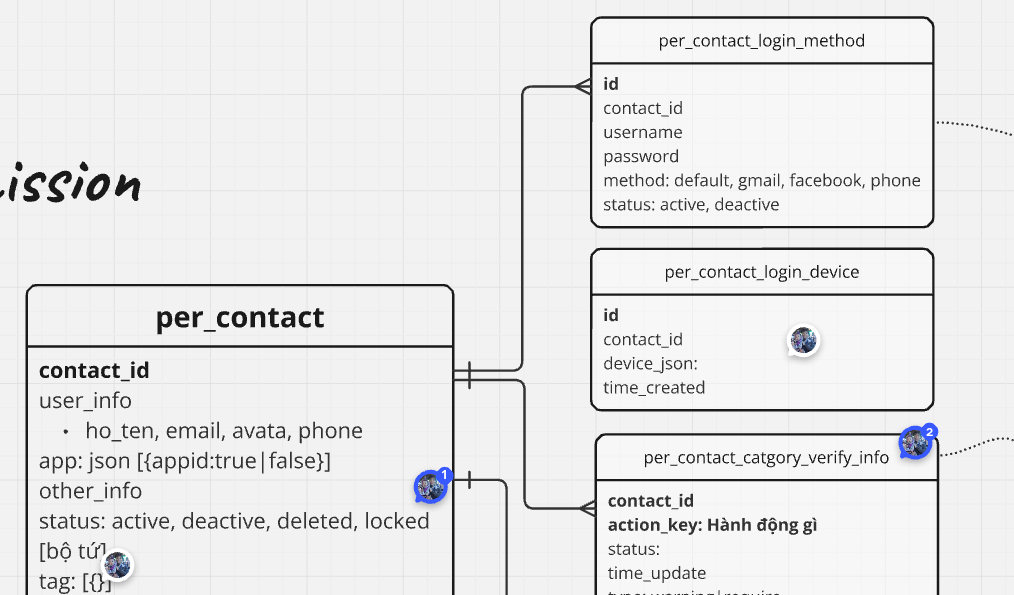 per_contact_login_method
id
contact_id
username
password
method: default, gmail, facebook, phone
status: active, deactive
ission
per_contact_login_device
id
contact_id
device_json:
time_created
per_contact
contact_id
user_info
• ho_ten, email, avata, phone
app: json [{appid:true|false}]
other_info
status: active, deactive, deleted, locked
[bộ tứ]
tag: [{}]
1
2
per_contact_catgory_verify_info
contact_id
action_key: Hành động gì
status:
time_update